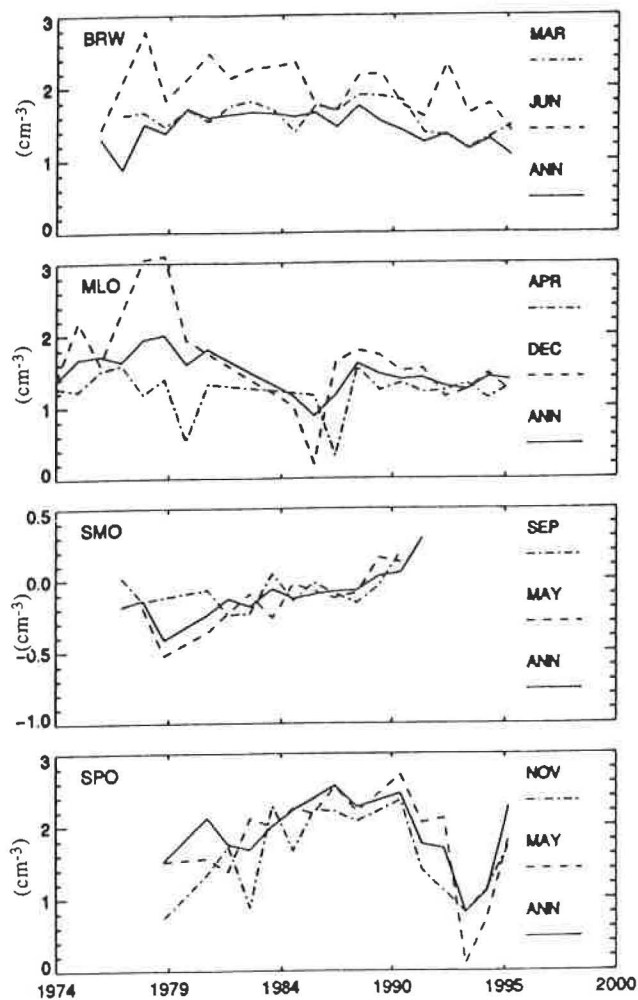 3
BRW
MAR
2
JUN
(cm-3)
1
ANN
0
3
MLO
APR
2
DEC
(cm-3)
1
ANN
0
0.5
SMO
SEP
0.0
MAY
(cm-3)
-0.5
ANN
-1.0
3
SPO
NOV
2
MAY
(cm-3)
1
ANN
0
1974 1979 1984 1990 1995 2000